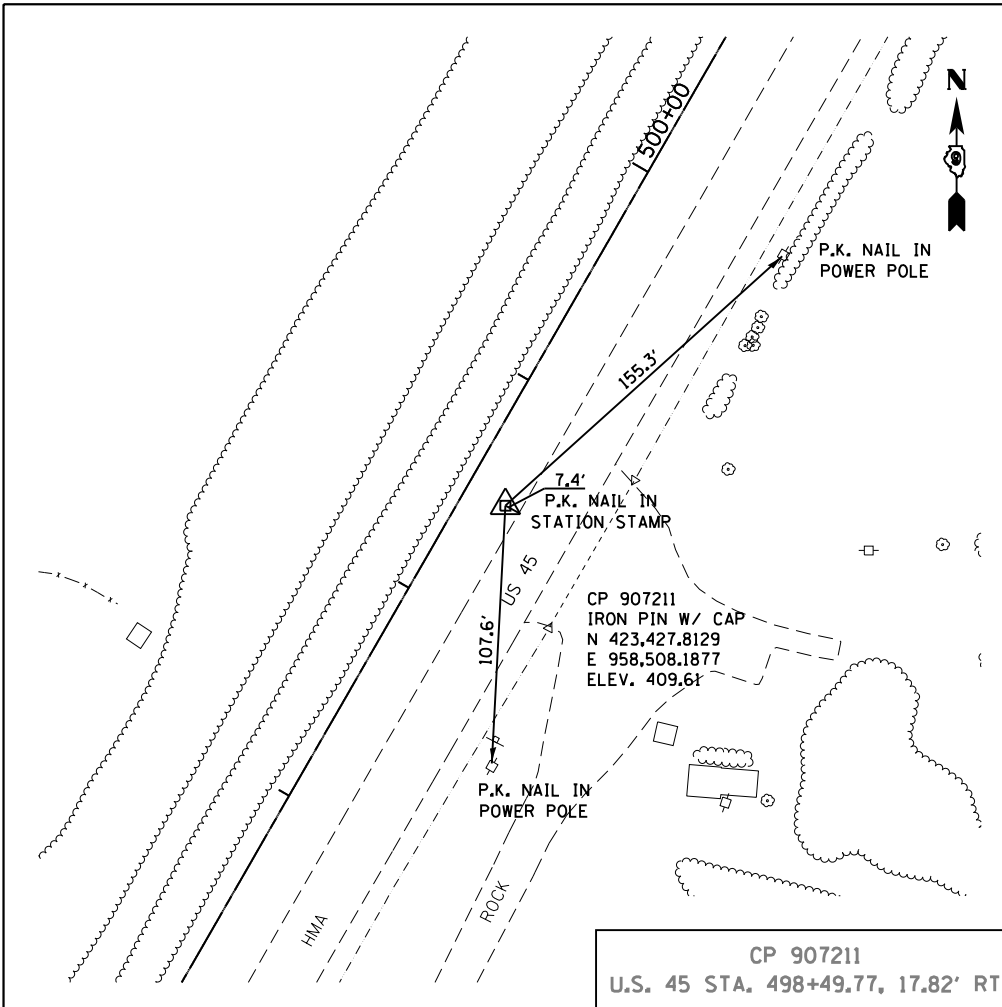 500+00
N
P.K. NAIL IN
POWER POLE
155.3'
7.4'
P.K. NAIL IN
STATION STAMP
US 45
CP 907211
IRON PIN W/ CAP
N 423,427.8129
E 958,508.1877
ELEV. 409.61
107.6'
P.K. NAIL IN
POWER POLE
HMA
ROCK
CP 907211
U.S. 45 STA. 498+49.77, 17.82' RT